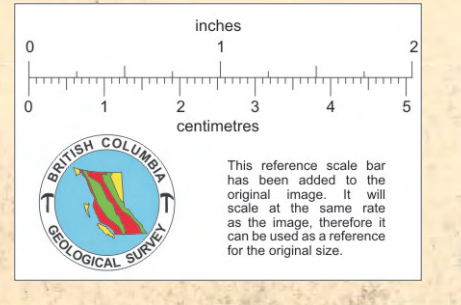 inches
0 1 2
0 1 2 3 4 5
centimetres
BRITISH COLUMBIA
GEOLOGICAL SURVEY
This reference scale bar
has been added to the
original image. It will
scale at the same rate
as the image, therefore it
can be used as a reference
for the original size.